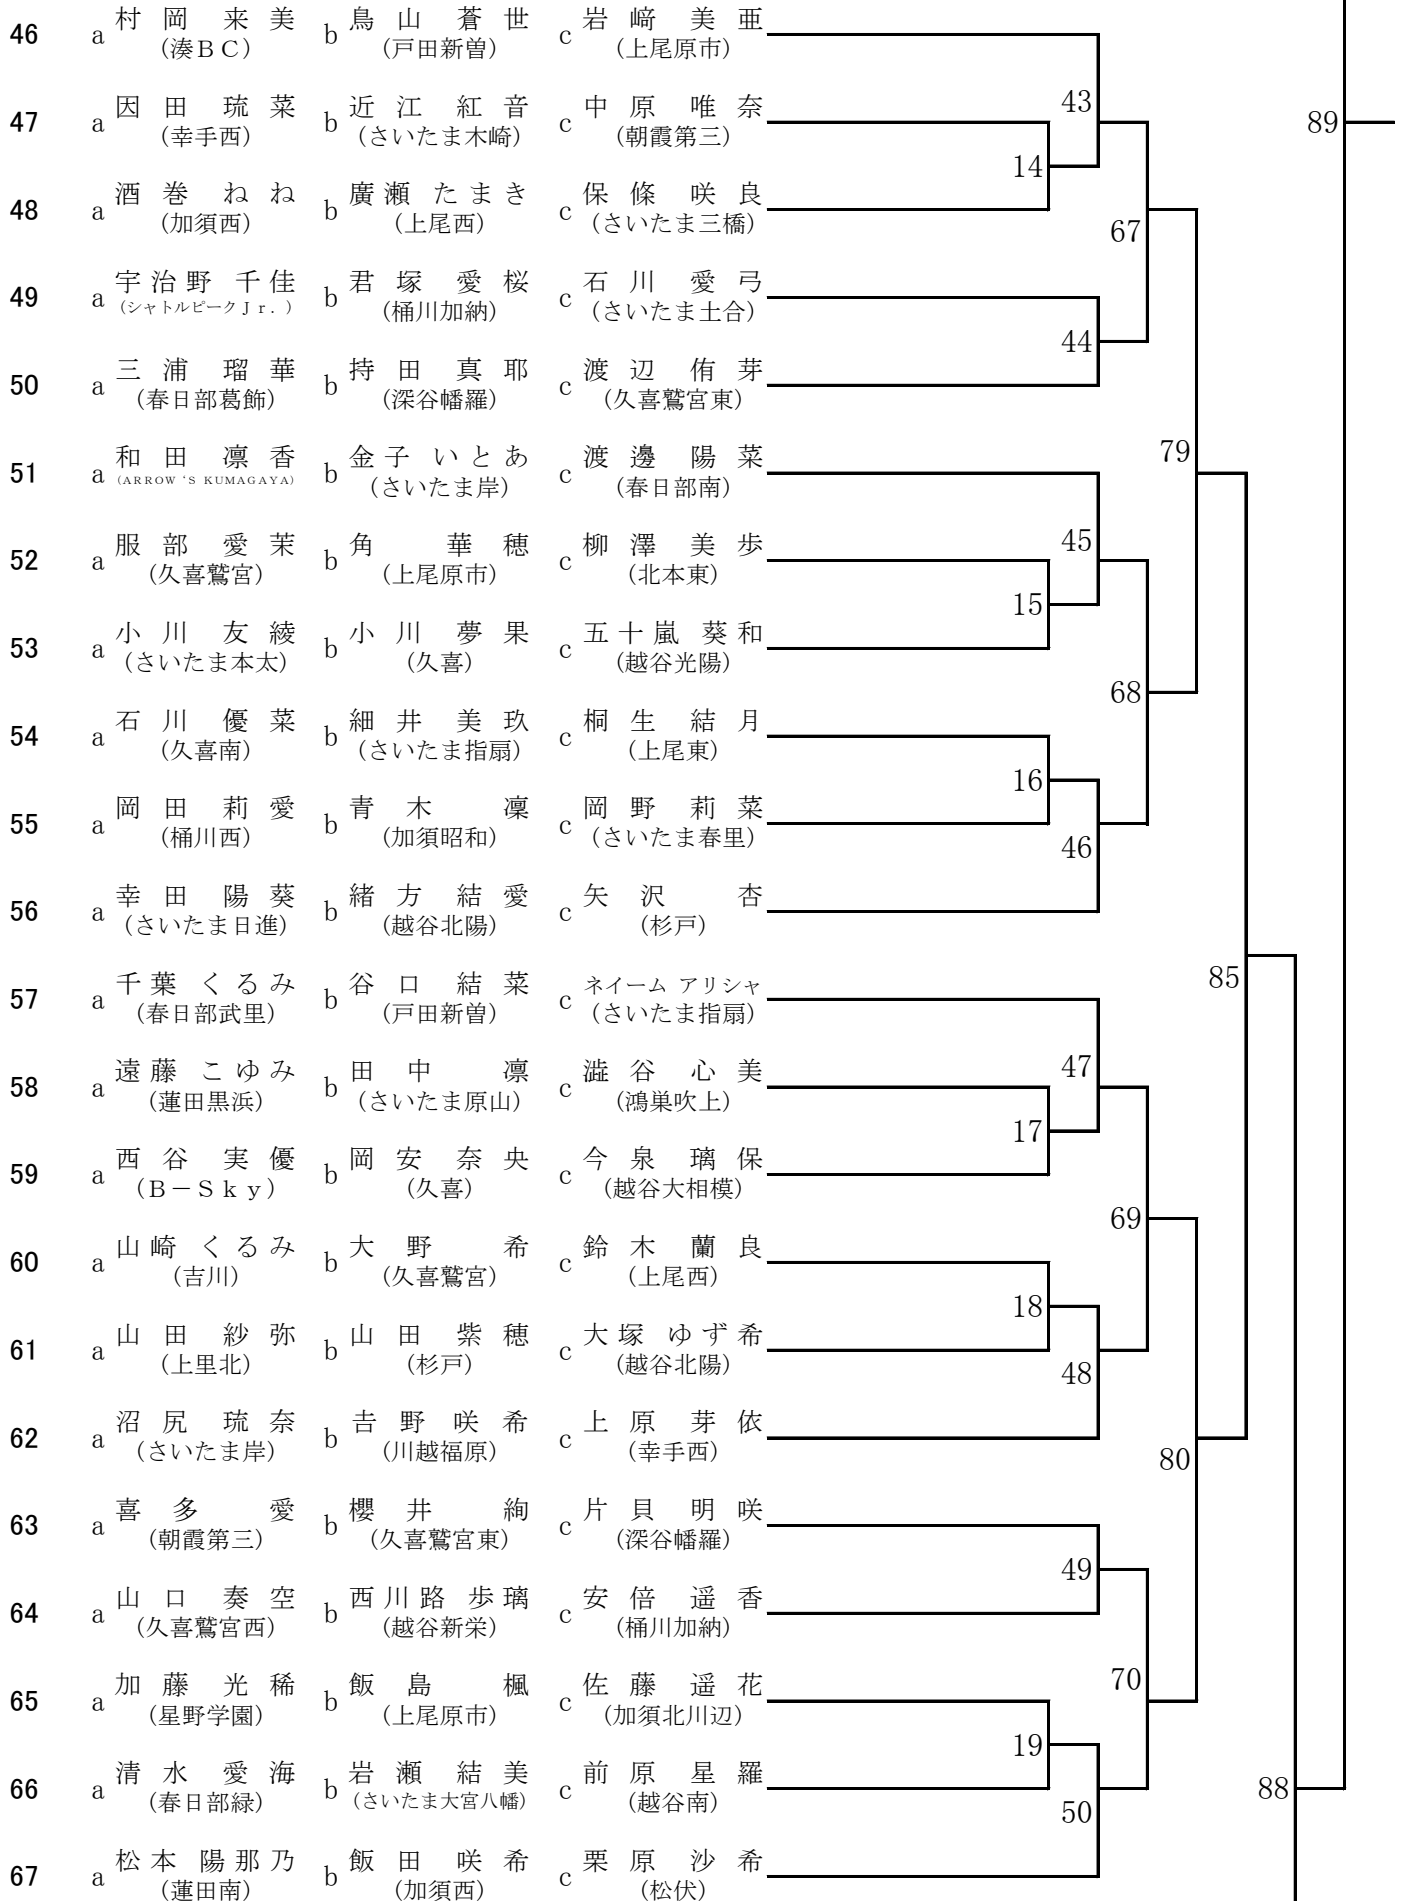 46 a 村岡 来美 b 鳥山 蒼世 c 岩﨑 美亜
(湊BC) (戸田新曽) (上尾原市)
43
47 a 因田 琉菜 b 近江 紅音 c 中原 唯奈 89
(幸手西) (さいたま木崎) (朝霞第三)
14
48 a 酒巻 ねね b 廣瀬 たまき c 保條 咲良
(加須西) (上尾西) (さいたま三橋)
67
49 a 宇治野 千佳 b 君塚 愛桜 c 石川 愛弓
(シャトルピークJr.) (桶川加納) (さいたま土合)
44
50 a 三浦 瑠華 b 持田 真耶 c 渡辺 侑芽
(春日部葛飾) (深谷幡羅) (久喜鷲宮東)
79
51 a 和田 凛香 b 金子 いとあ c 渡邊 陽菜
(ARROW‘S KUMAGAYA) (さいたま岸) (春日部南)
45
52 a 服部 愛茉 b 角 華穂 c 柳澤 美歩
(久喜鷲宮) (上尾原市) (北本東)
15
53 a 小川 友綾 b 小川 夢果 c 五十嵐 葵和
(さいたま本太) (久喜) (越谷光陽)
68
54 a 石川 優菜 b 細井 美玖 c 桐生 結月
(久喜南) (さいたま指扇) (上尾東)
16
55 a 岡田 莉愛 b 青木 凜 c 岡野 莉菜
(桶川西) (加須昭和) (さいたま春里)
46
56 a 幸田 陽葵 b 緒方 結愛 c 矢沢 杏
(さいたま日進) (越谷北陽) (杉戸)
85
57 a 千葉 くるみ b 谷口 結菜 c ネイーム アリシャ
(春日部武里) (戸田新曽) (さいたま指扇)
47
58 a 遠藤 こゆみ b 田中 凛 c 澁谷 心美
(蓮田黒浜) (さいたま原山) (鴻巣吹上)
17
59 a 西谷 実優 b 岡安 奈央 c 今泉 璃保
(B-Sky) (久喜) (越谷大相模)
69
60 a 山崎 くるみ b 大野 希 c 鈴木 蘭良
(吉川) (久喜鷲宮) (上尾西)
18
61 a 山田 紗弥 b 山田 紫穂 c 大塚 ゆず希
(上里北) (杉戸) (越谷北陽)
48
62 a 沼尻 琉奈 b 𠮷野 咲希 c 上原 芽依
(さいたま岸) (川越福原) (幸手西)
80
63 a 喜多 愛 b 櫻井 絢 c 片貝 明咲
(朝霞第三) (久喜鷲宮東) (深谷幡羅)
49
64 a 山口 奏空 b 西川路 歩璃 c 安倍 遥香
(久喜鷲宮西) (越谷新栄) (桶川加納)
70
65 a 加藤 光稀 b 飯島 楓 c 佐藤 遥花
(星野学園) (上尾原市) (加須北川辺)
19
66 a 清水 愛海 b 岩瀬 結美 c 前原 星羅 88
(春日部緑) (さいたま大宮八幡) (越谷南)
50
67 a 松本 陽那乃 b 飯田 咲希 c 栗原 沙希
(蓮田南) (加須西) (松伏)